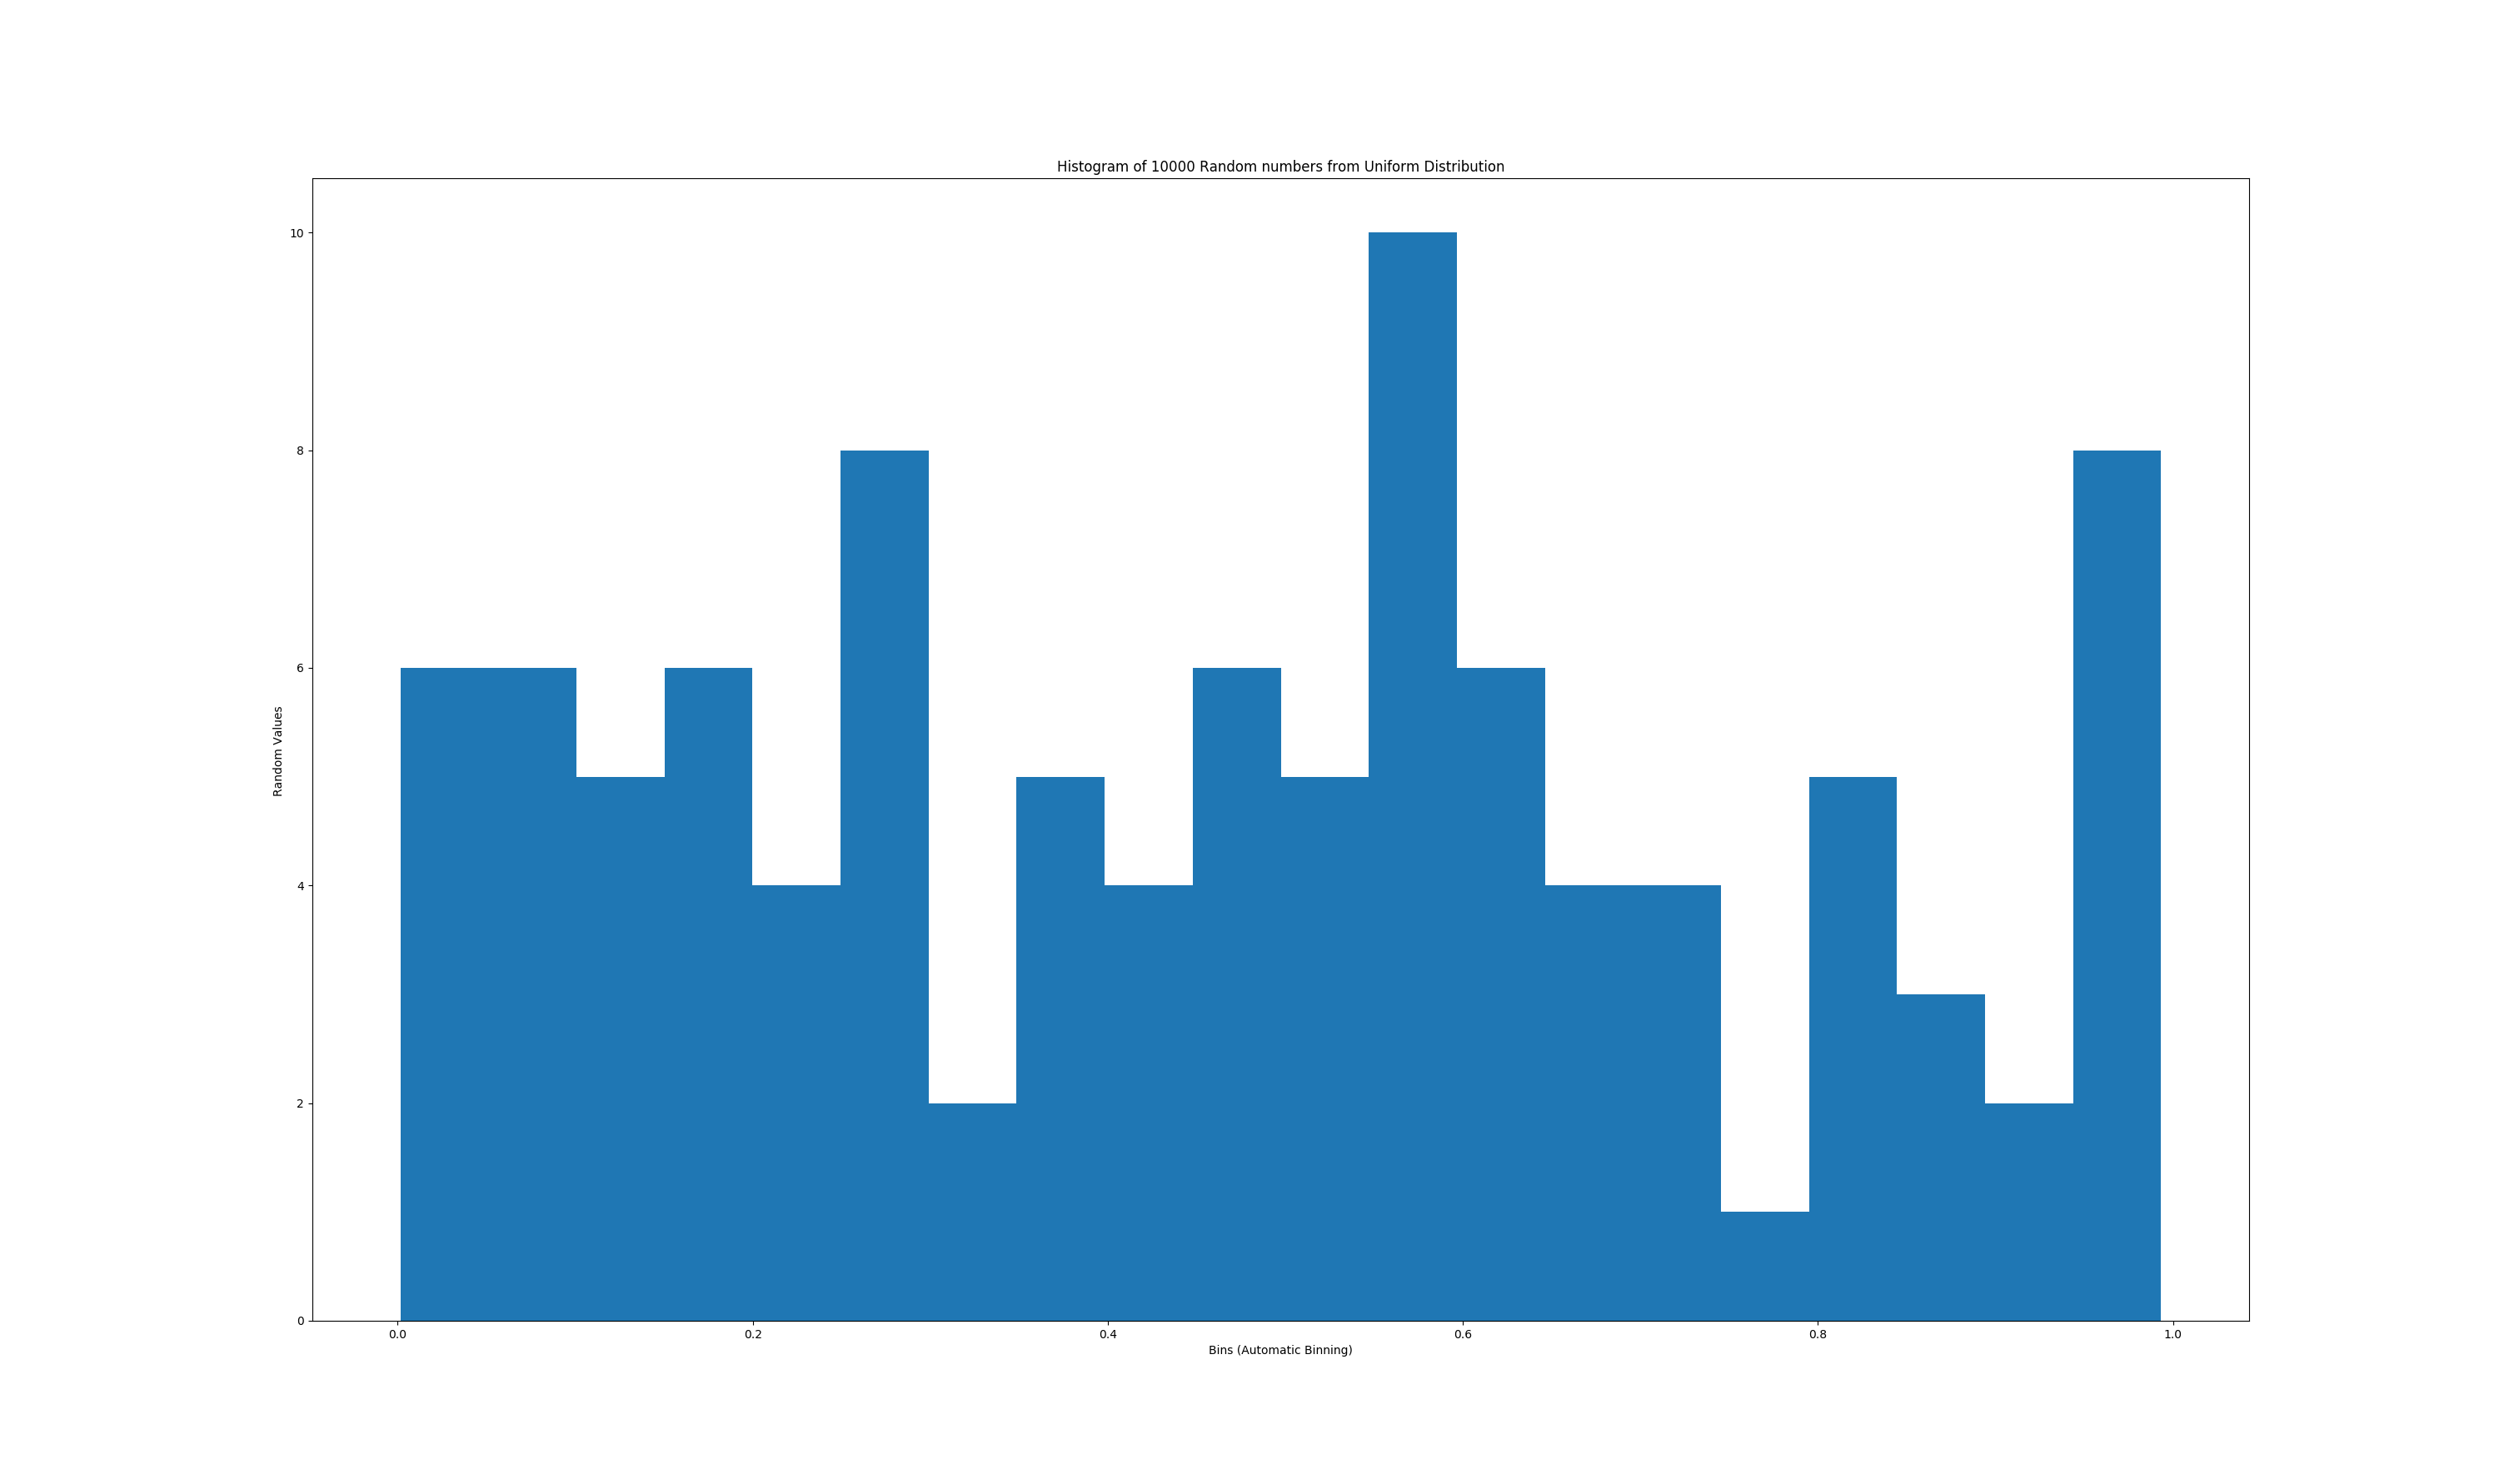 Histogram of 10000 Random numbers from Uniform Distribution
10
8
6
4
2
0
Random Values
0.0 0.2 0.4 0.6 0.8 1.0
Bins (Automatic Binning)